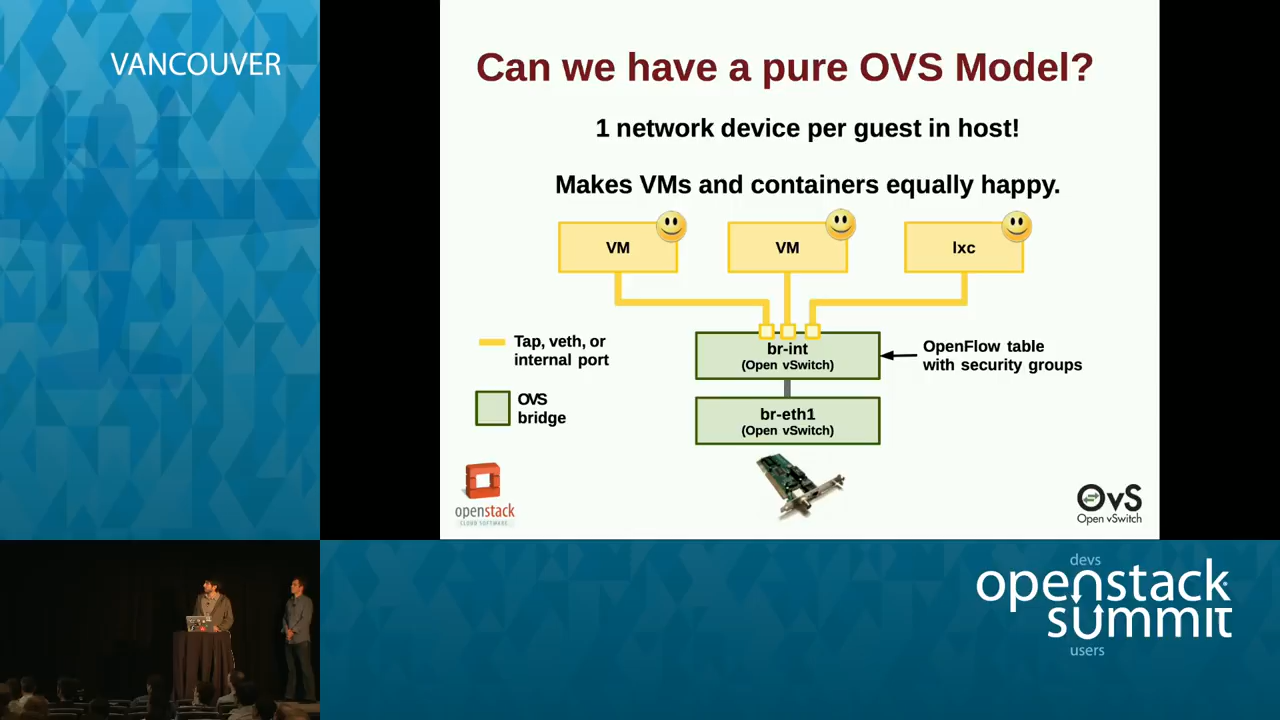 VANCOUVER
Can we have a pure OVS Model?
1 network device per guest in host!
Makes VMs and containers equally happy.
VM
VM
lxc
Tap, veth, or
internal port
br-int
(Open vSwitch)
OpenFlow table
with security groups
OVS
bridge
br-eth1
(Open vSwitch)
openstack
CLOUD SOFTWARE
OvS
Open vSwitch
devs
openstack
summit
users